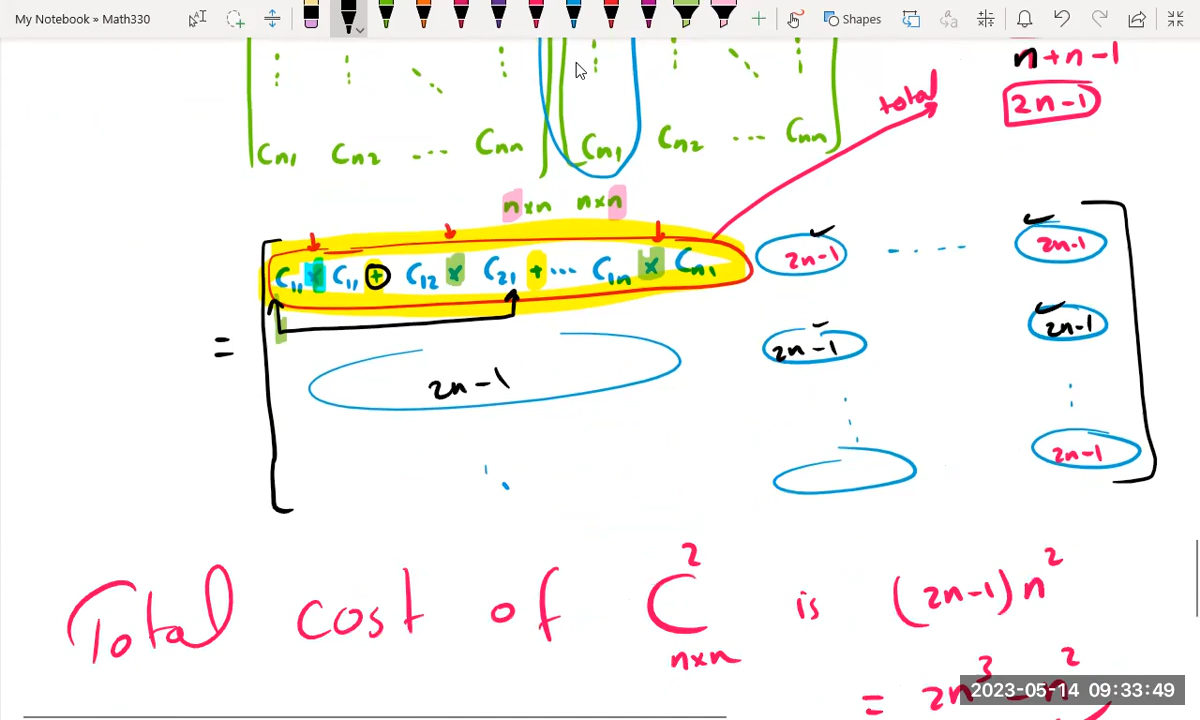 My Notebook » Math330
Shapes
n+n-1
2n-1
total
Cn1 Cn2 ... Cnn Cn1 Cn2 ... Cnn
n×n n×n
C11 × C11 + C12 × C21 + ... C1n × Cn1 2n-1 ...... 2n-1
= 2n-1 2n-1 2n-1
2n-1
Total cost of C² n×n is (2n-1)n²
= 2n³ - n²
2023-05-14 09:33:49